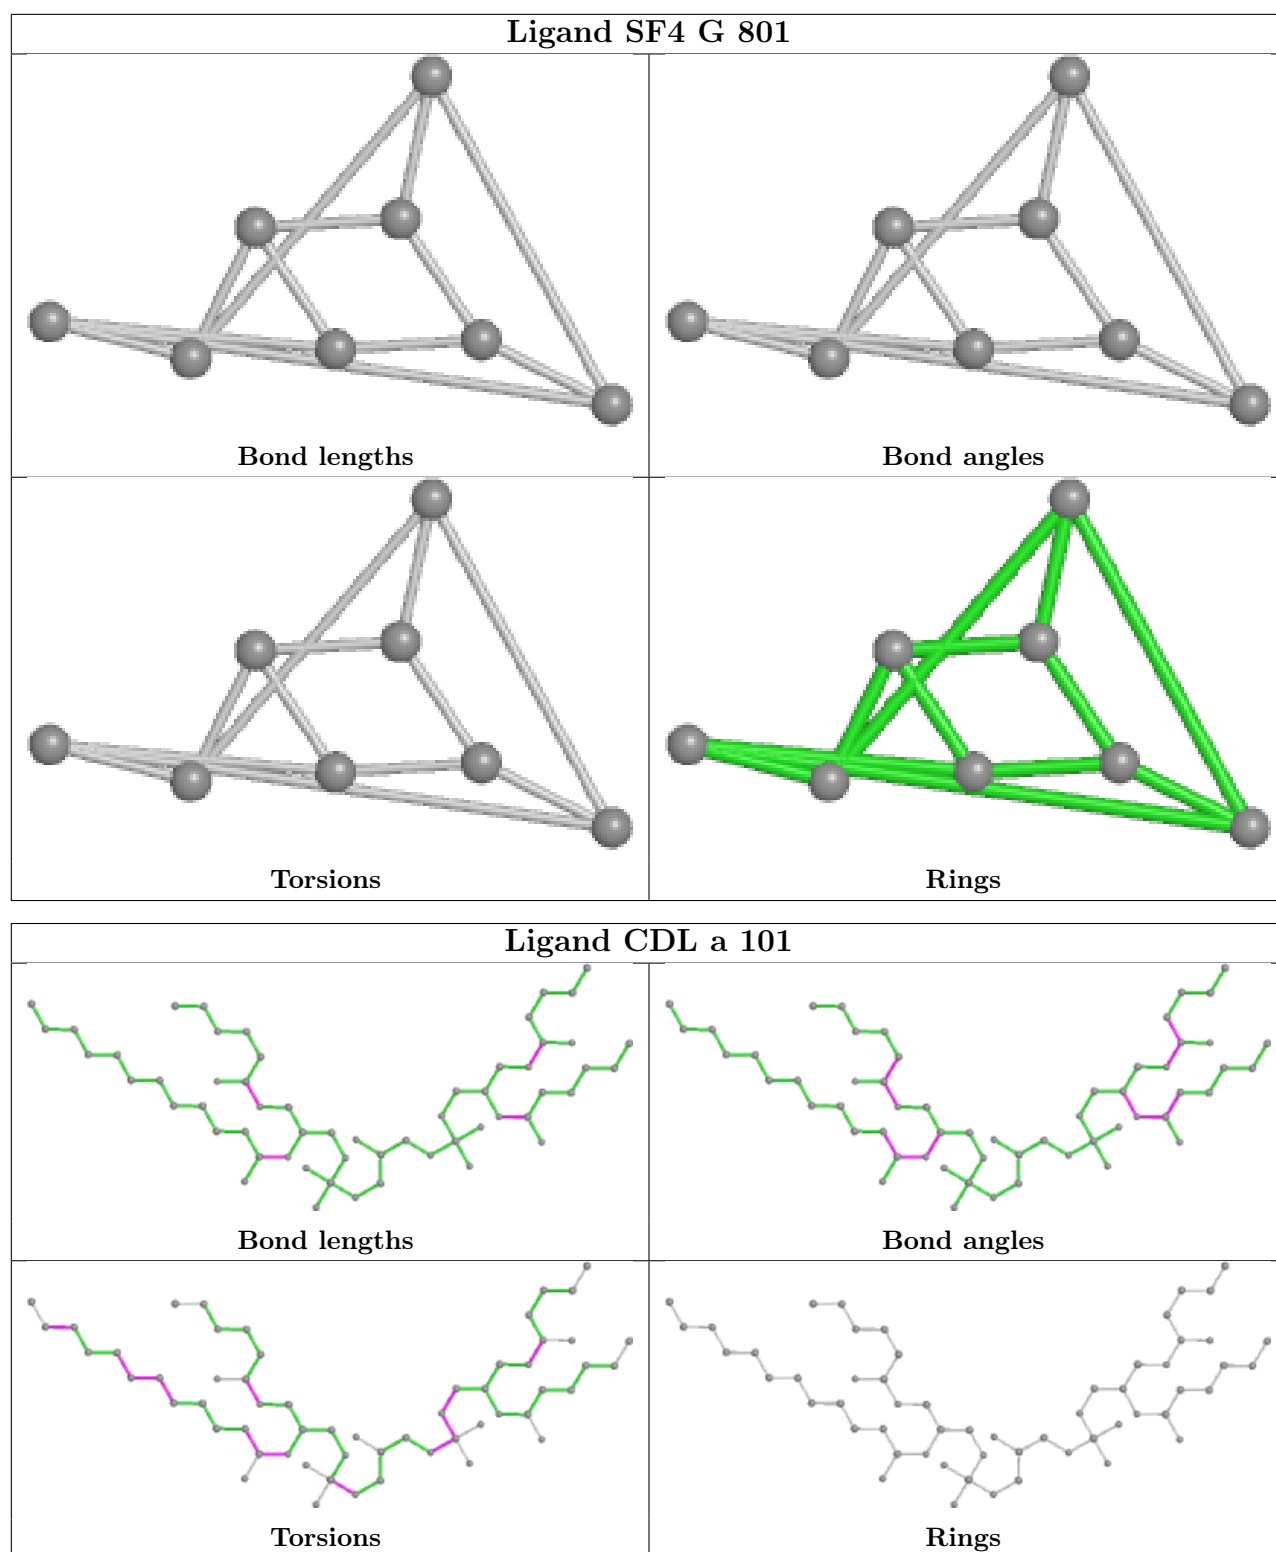 Ligand SF4 G 801
Bond lengths
Bond angles
Torsions
Rings
Ligand CDL a 101
Bond lengths
Bond angles
Torsions
Rings